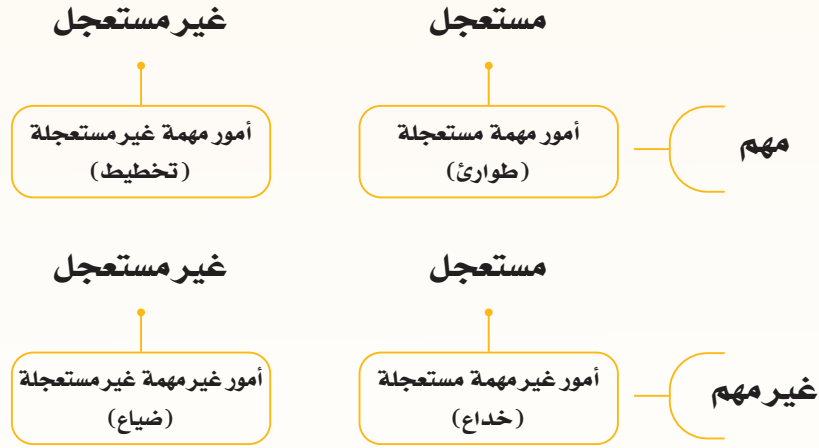 مستعجل
غير مستعجل
مهم
أمور مهمة مستعجلة
(طوارئ)
أمور مهمة غير مستعجلة
(تخطيط)
مستعجل
غير مستعجل
غير مهم
أمور غير مهمة مستعجلة
(خداع)
أمور غير مهمة غير مستعجلة
(ضياع)